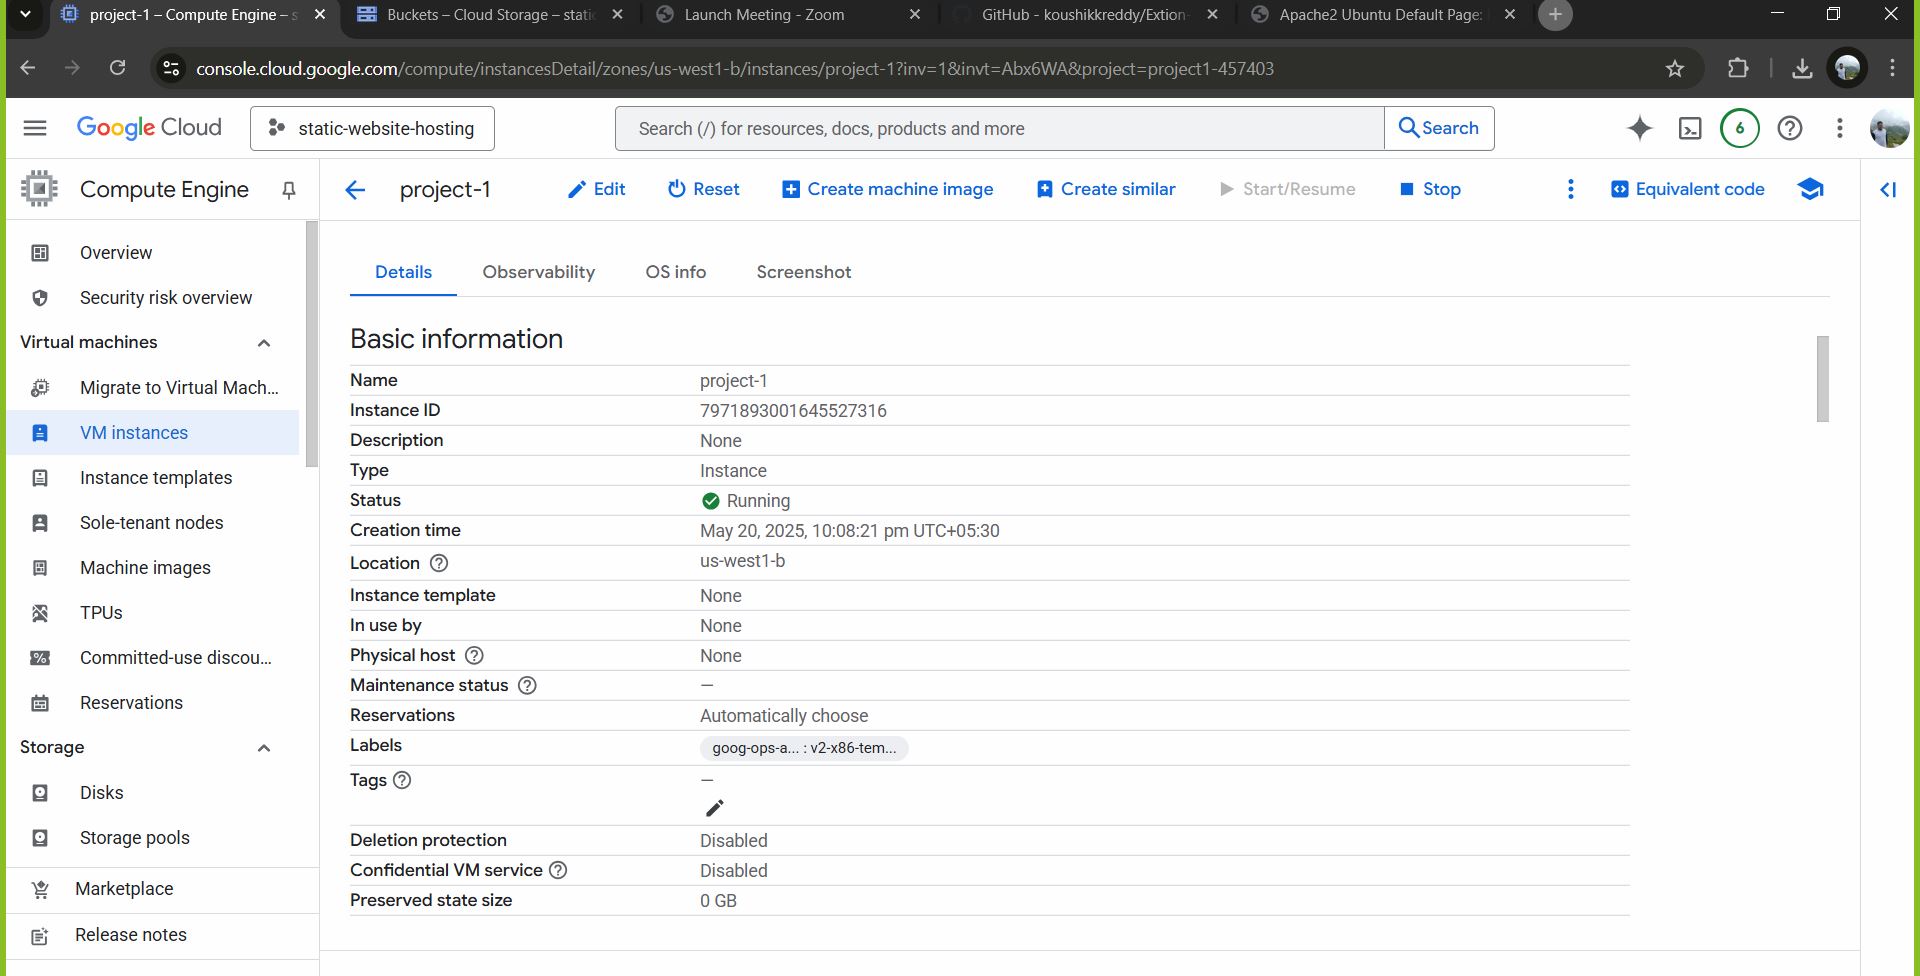 project-1 – Compute Engine – s
Buckets – Cloud Storage – static
Launch Meeting - Zoom
GitHub - koushikkreddy/Extion-
Apache2 Ubuntu Default Page:
console.cloud.google.com/compute/instancesDetail/zones/us-west1-b/instances/project-1?inv=1&invt=Abx6WA&project=project1-457403
Google Cloud
static-website-hosting
Search (/) for resources, docs, products and more
Search
6
Compute Engine
project-1
Edit
Reset
Create machine image
Create similar
Start/Resume
Stop
Equivalent code
Overview
Security risk overview
Virtual machines
Migrate to Virtual Mach...
VM instances
Instance templates
Sole-tenant nodes
Machine images
TPUs
Committed-use discou...
Reservations
Storage
Disks
Storage pools
Marketplace
Release notes
Details
Observability
OS info
Screenshot
Basic information
Name project-1
Instance ID 7971893001645527316
Description None
Type Instance
Status Running
Creation time May 20, 2025, 10:08:21 pm UTC+05:30
Location us-west1-b
Instance template None
In use by None
Physical host None
Maintenance status —
Reservations Automatically choose
Labels goog-ops-a... : v2-x86-tem...
Tags —
Deletion protection Disabled
Confidential VM service Disabled
Preserved state size 0 GB